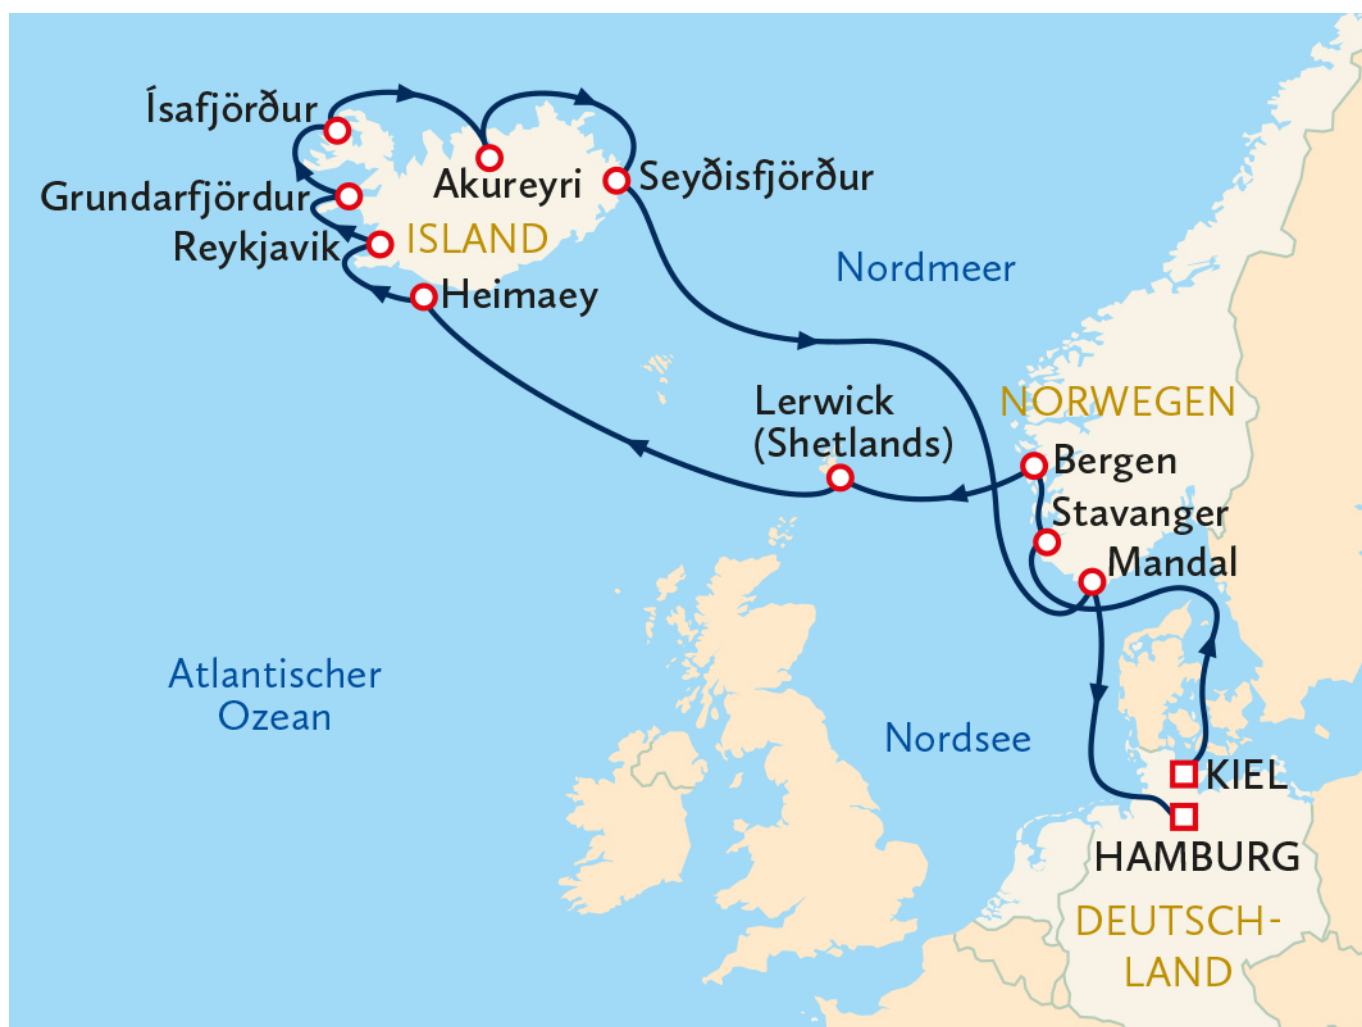 Ísafjörður
Grundarfjördur
Reykjavik
Akureyri
ISLAND
Heimaey
Seyðisfjörður
Nordmeer
Lerwick
(Shetlands)
NORWEGEN
Bergen
Stavanger
Mandal
Atlantischer
Ozean
Nordsee
KIEL
HAMBURG
DEUTSCH-
LAND